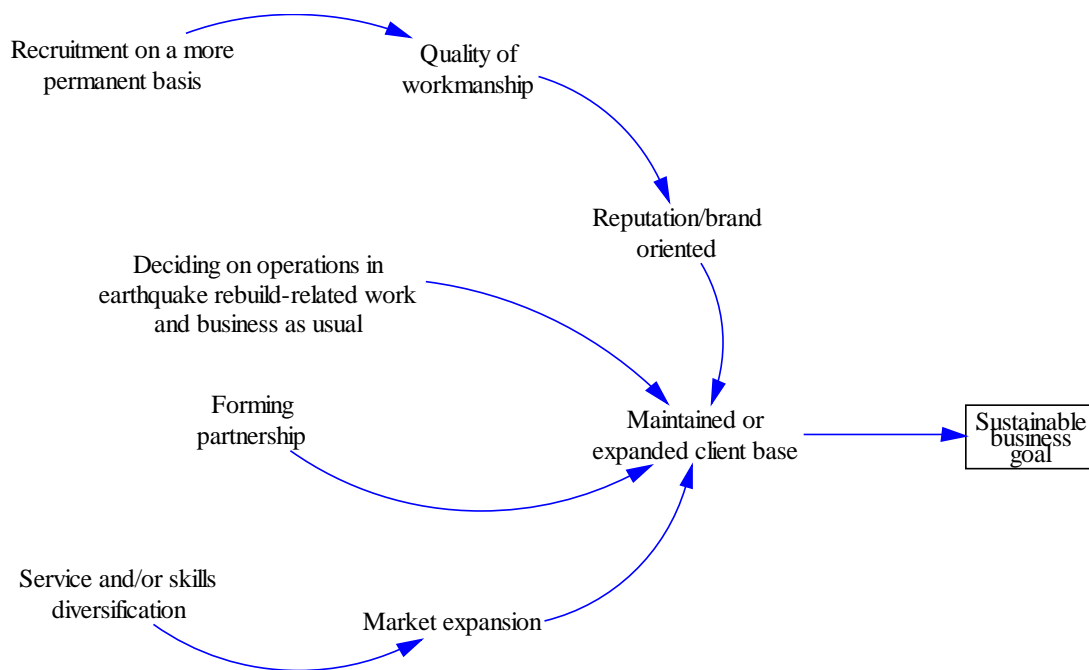 Recruitment on a more
permanent basis
Quality of
workmanship
Reputation/brand
oriented
Deciding on operations in
earthquake rebuild-related work
and business as usual
Forming
partnership
Maintained or
expanded client base
Sustainable
business
goal
Service and/or skills
diversification
Market expansion